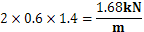 2 × 0.6 × 1.4 = 1.68kN/m